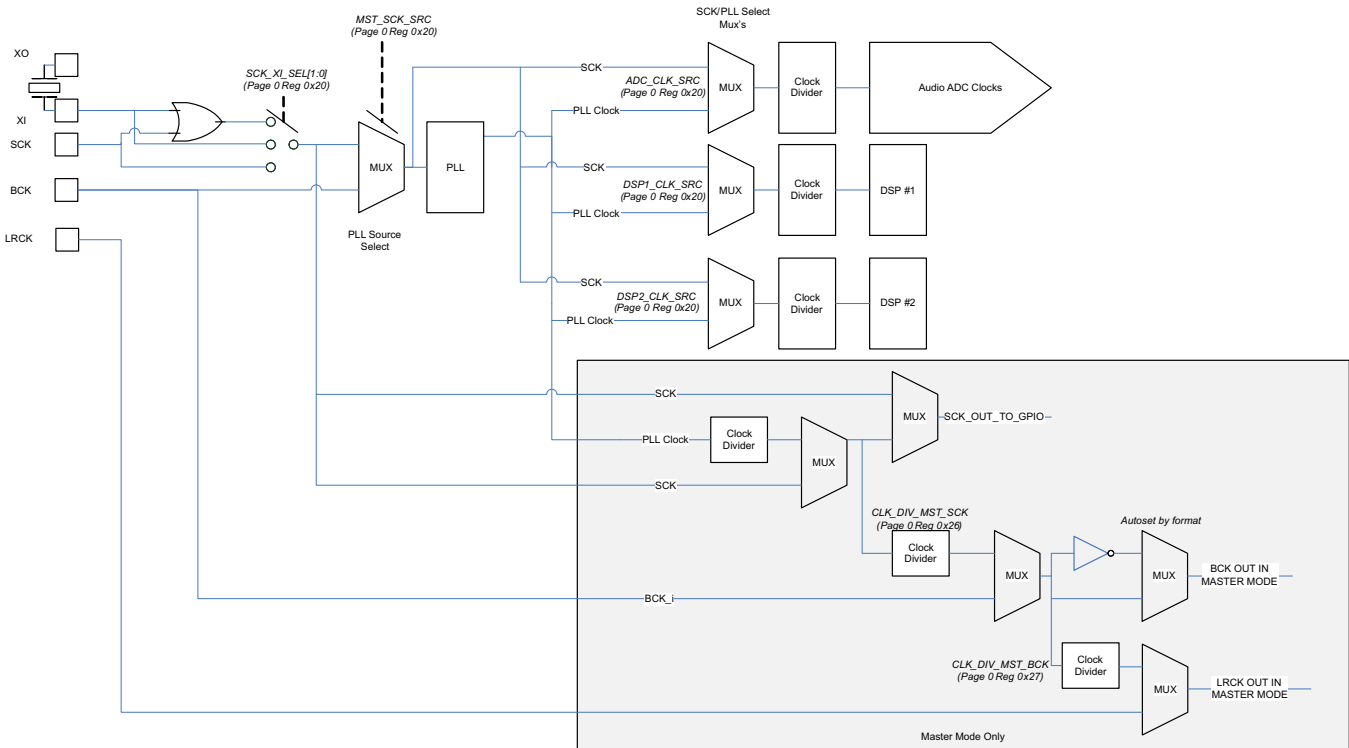 SCK/PLL Select
Mux's
MST_SCK_SRC
(Page 0 Reg 0x20)
XO
SCK_XI_SEL[1:0]
(Page 0 Reg 0x20)
XI
SCK
BCK
LRCK
MUX
PLL
PLL Source
Select
SCK
ADC_CLK_SRC
(Page 0 Reg 0x20)
PLL Clock
MUX
Clock
Divider
Audio ADC Clocks
SCK
DSP1_CLK_SRC
(Page 0 Reg 0x20)
PLL Clock
MUX
Clock
Divider
DSP #1
SCK
DSP2_CLK_SRC
(Page 0 Reg 0x20)
PLL Clock
MUX
Clock
Divider
DSP #2
SCK
MUX
SCK_OUT_TO_GPIO
PLL Clock
Clock
Divider
MUX
SCK
CLK_DIV_MST_SCK
(Page 0 Reg 0x26)
Clock
Divider
MUX
Autoset by format
MUX
BCK OUT IN
MASTER MODE
BCK_i
CLK_DIV_MST_BCK
(Page 0 Reg 0x27)
Clock
Divider
MUX
LRCK OUT IN
MASTER MODE
Master Mode Only